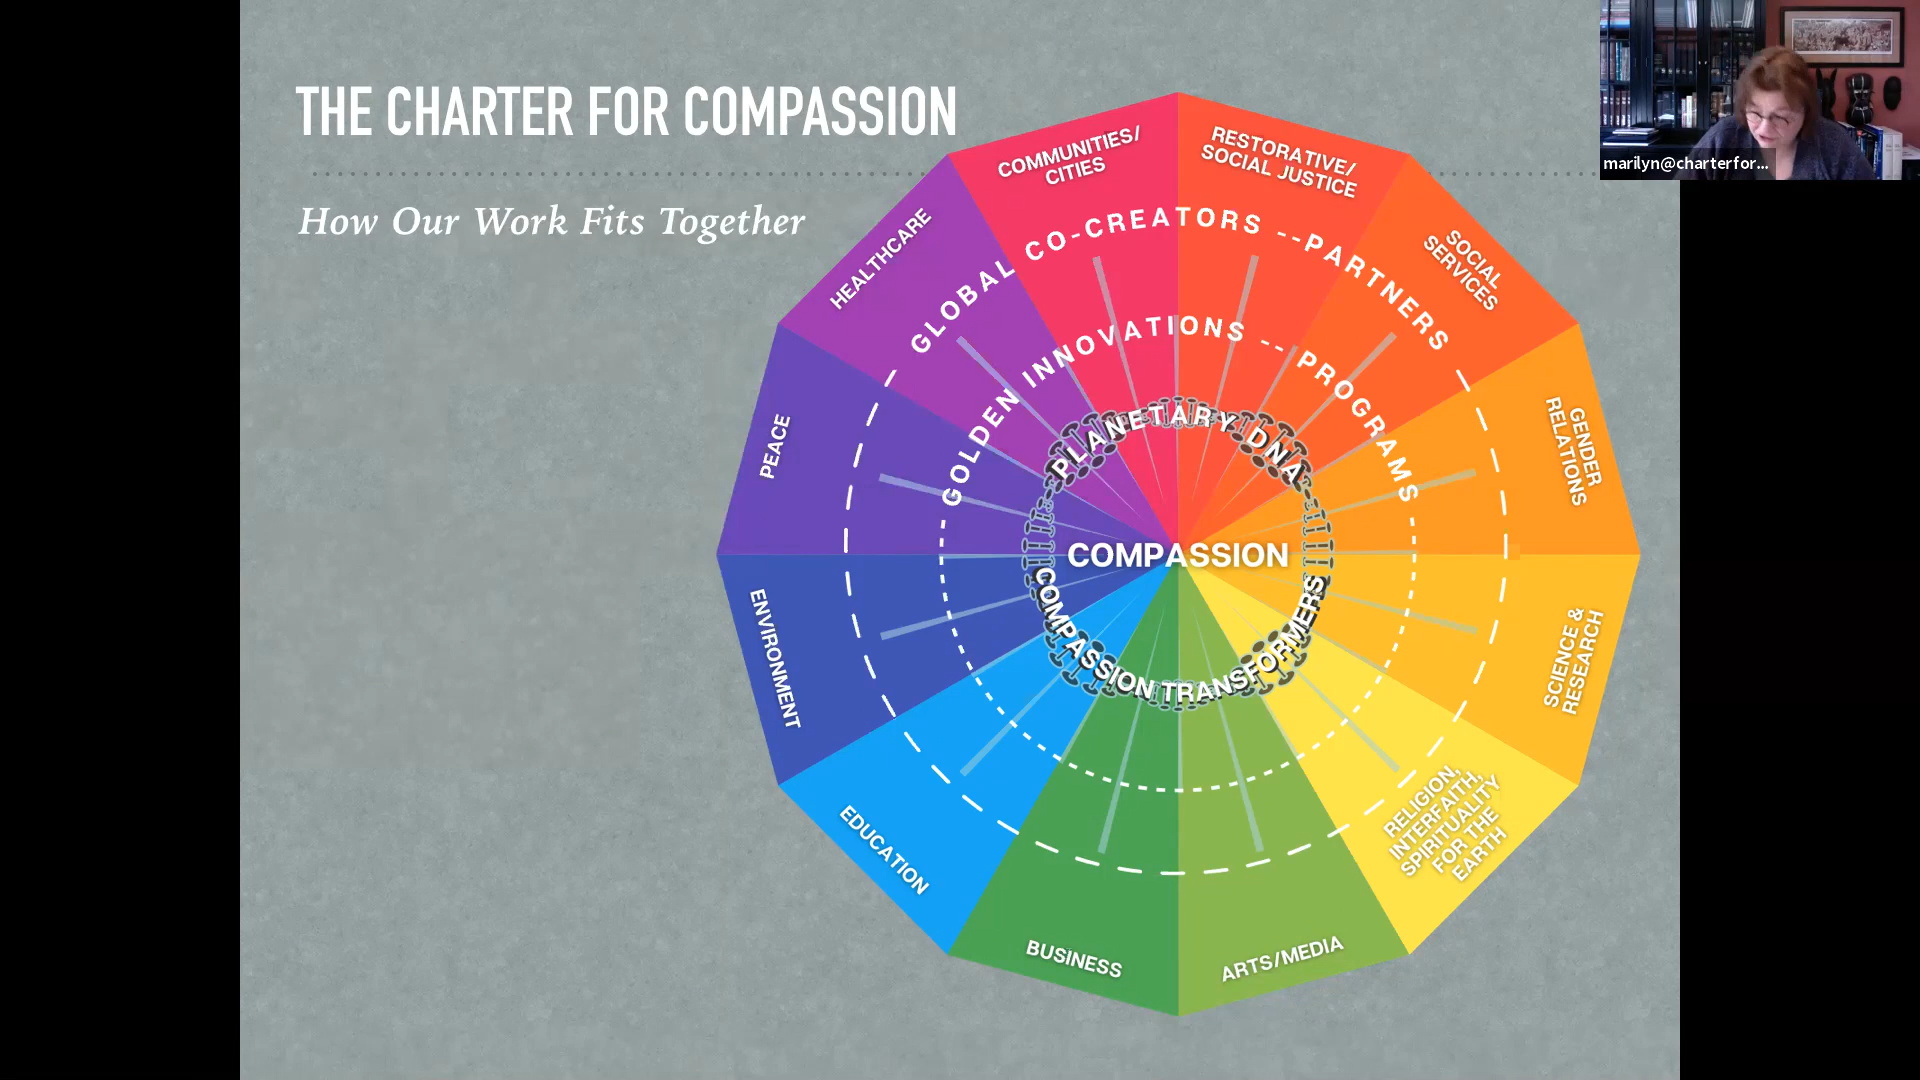 THE CHARTER FOR COMPASSION
How Our Work Fits Together
marilyn@charterfor...
COMMUNITIES/
CITIES
RESTORATIVE/
SOCIAL JUSTICE
SOCIAL
SERVICES
GENDER
RELATIONS
SCIENCE &
RESEARCH
RELIGION,
INTERFAITH,
SPIRITUALITY
FOR THE
EARTH
ARTS/MEDIA
BUSINESS
EDUCATION
ENVIRONMENT
PEACE
HEALTHCARE
GLOBAL CO-CREATORS --PARTNERS
GOLDEN INNOVATIONS -- PROGRAMS
PLANETARY DNA
COMPASSION
COMPASSION TRANSFORMERS